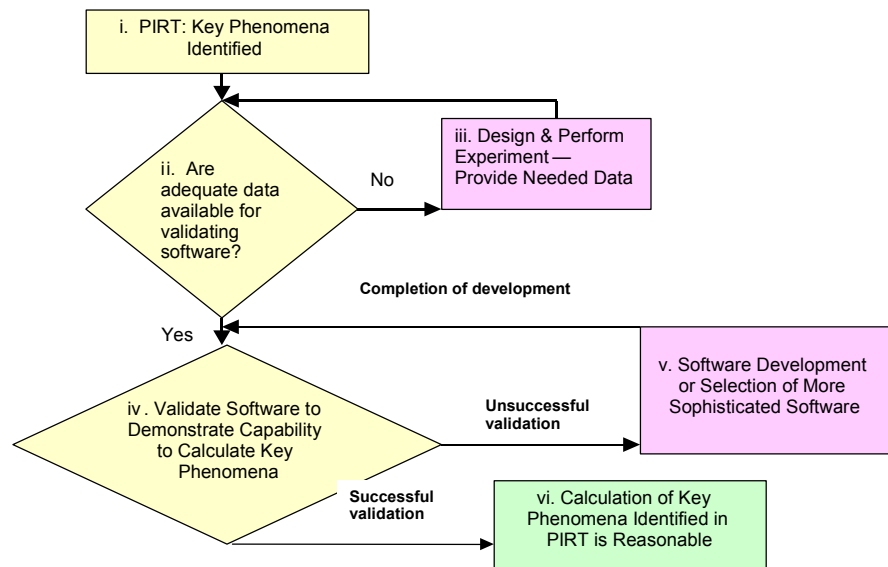 i. PIRT: Key Phenomena
Identified
ii. Are
adequate data
available for
validating
software?
No
iii. Design & Perform
Experiment —
Provide Needed Data
Completion of development
Yes
iv. Validate Software to
Demonstrate Capability
to Calculate Key
Phenomena
Unsuccessful
validation
v. Software Development
or Selection of More
Sophisticated Software
Successful
validation
vi. Calculation of Key
Phenomena Identified in
PIRT is Reasonable